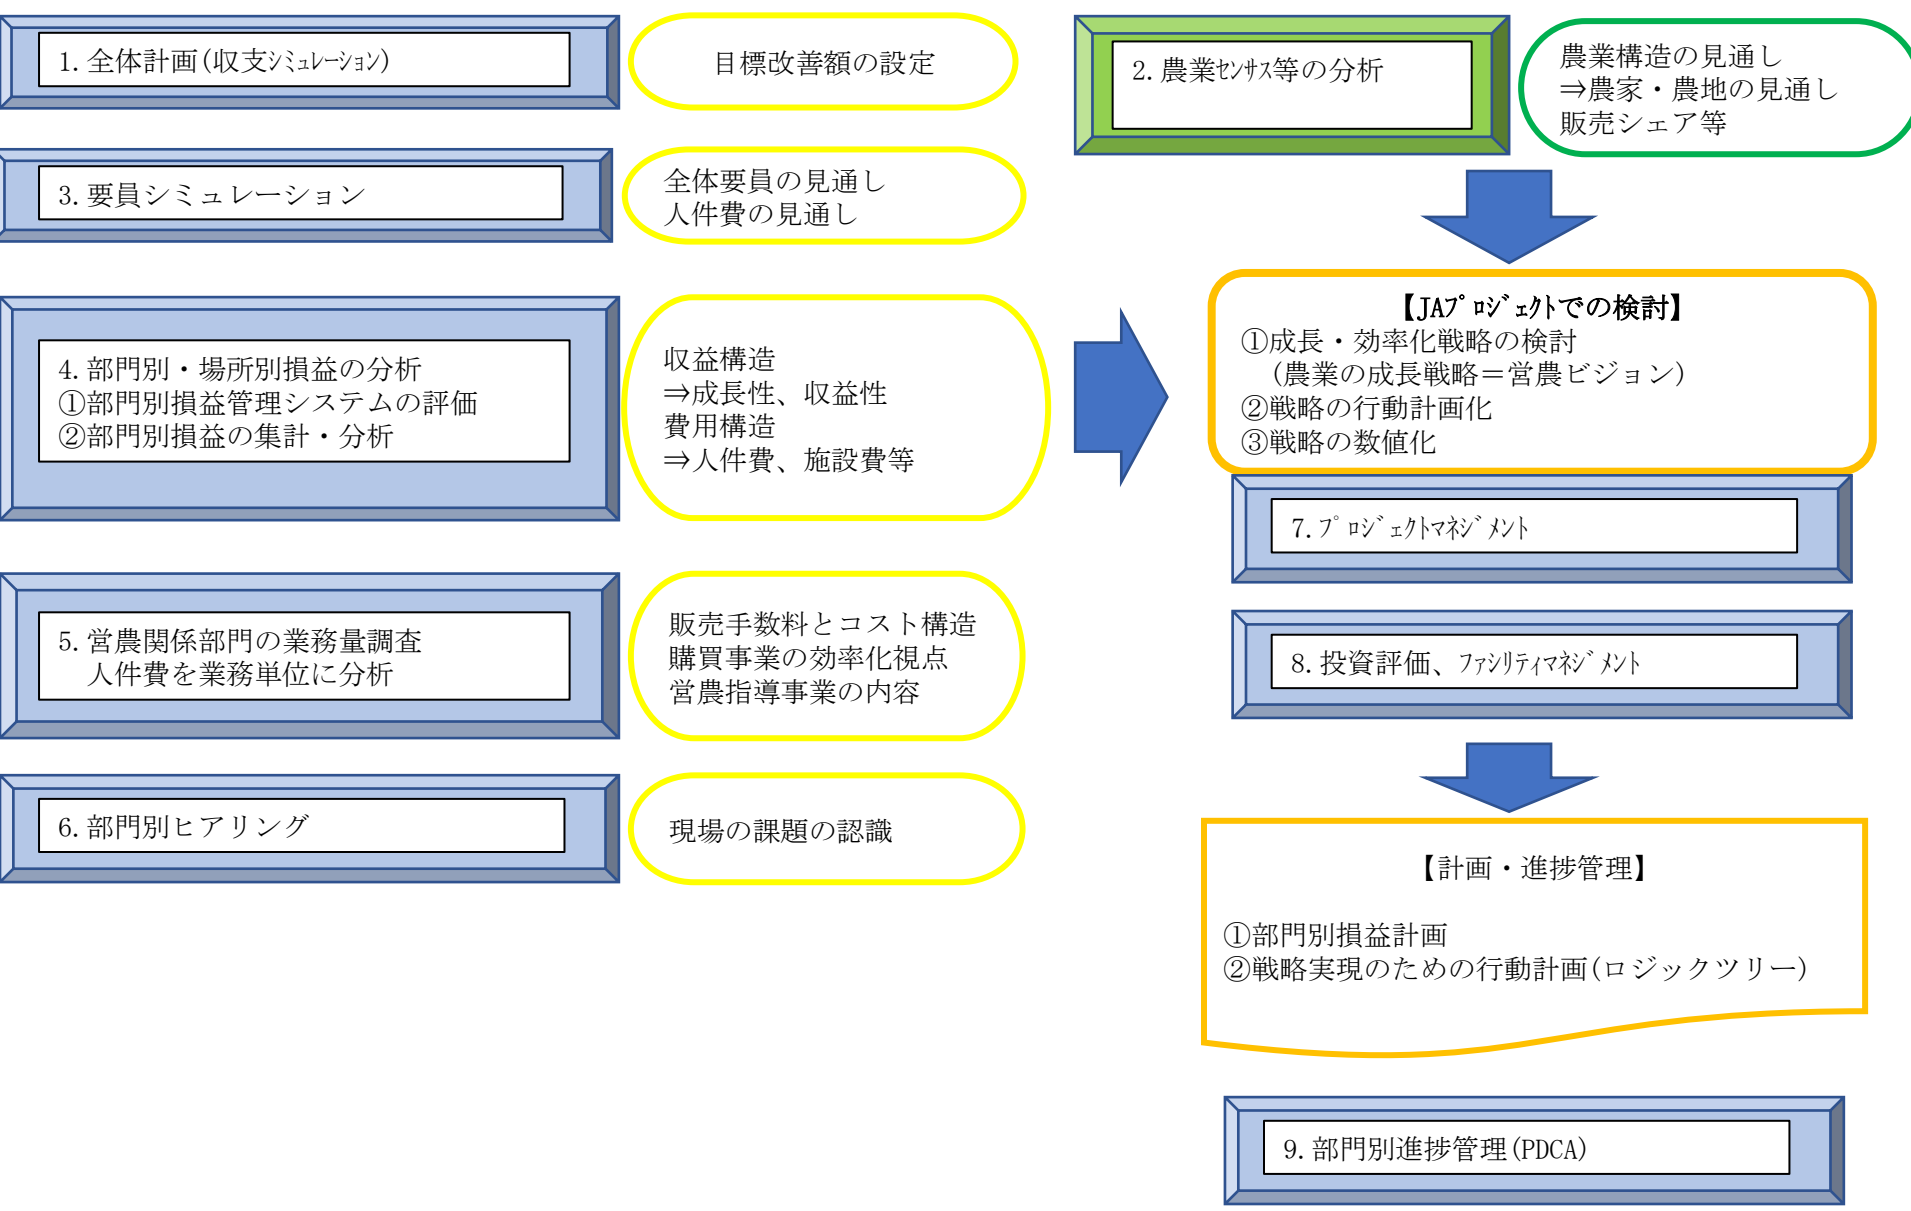 1.全体計画(収支ｼﾐｭﾚｰｼｮﾝ)
目標改善額の設定
2.農業ｾﾝｻｽ等の分析
農業構造の見通し
⇒農家・農地の見通し
販売シェア等
3.要員シミュレーション
全体要員の見通し
人件費の見通し
4.部門別・場所別損益の分析
①部門別損益管理システムの評価
②部門別損益の集計・分析
収益構造
⇒成長性、収益性
費用構造
⇒人件費、施設費等
【JAﾌﾟﾛｼﾞｪｸﾄでの検討】
①成長・効率化戦略の検討
(農業の成長戦略＝営農ビジョン)
②戦略の行動計画化
③戦略の数値化
7.ﾌﾟﾛｼﾞｪｸﾄﾏﾈｼﾞﾒﾝﾄ
5.営農関係部門の業務量調査
人件費を業務単位に分析
販売手数料とコスト構造
購買事業の効率化視点
営農指導事業の内容
8.投資評価、ﾌｧｼﾘﾃｨﾏﾈｼﾞﾒﾝﾄ
6.部門別ヒアリング
現場の課題の認識
【計画・進捗管理】
①部門別損益計画
②戦略実現のための行動計画(ロジックツリー)
9.部門別進捗管理(PDCA)